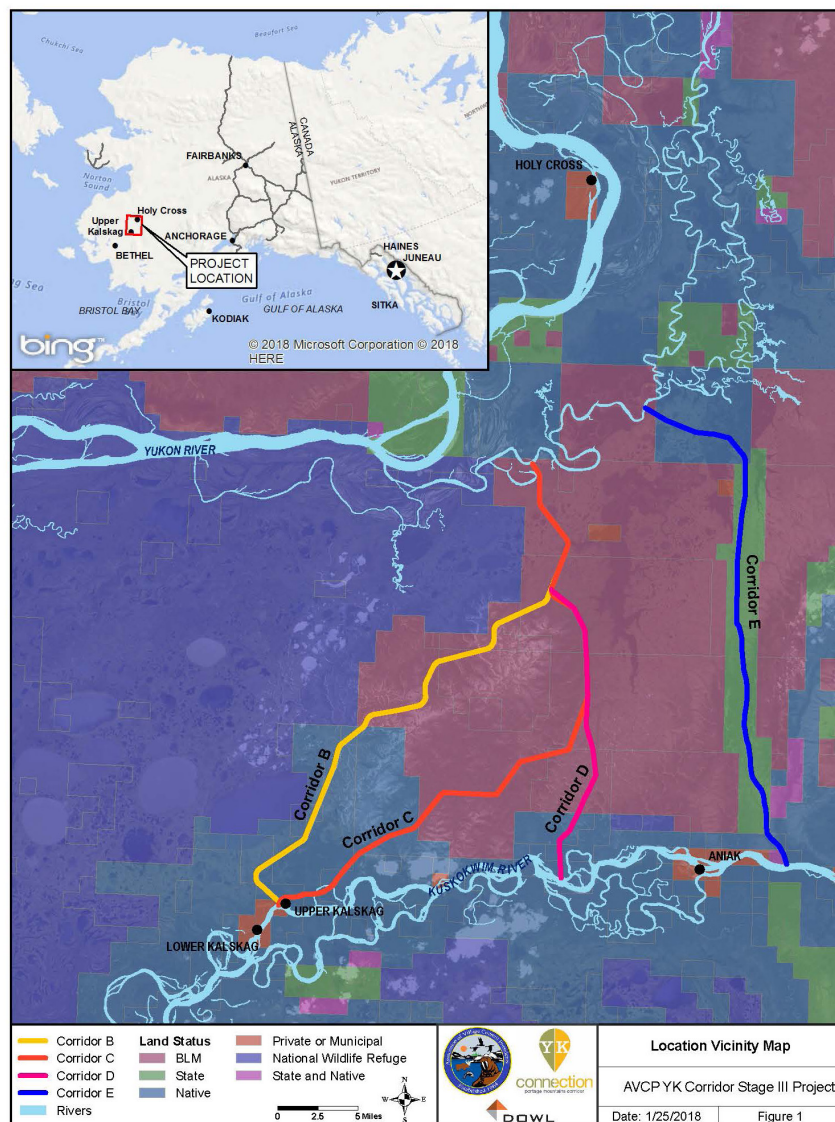 Chukchi Sea
Beaufort Sea
CANADA
ALASKA
FAIRBANKS
ALASKA
YUKON TERRITORY
Norton
Sound
Holy Cross
Upper
Kalskag
ANCHORAGE
BETHEL
PROJECT
LOCATION
HAINES
JUNEAU
SITKA
Gulf of Alaska
GULF OF ALASKA
BRISTOL BAY
Bristol
KODIAK
bing
© 2018 Microsoft Corporation © 2018
HERE
HOLY CROSS
YUKON RIVER
Corridor E
Corridor B
Corridor C
Corridor D
KUSKOKWIM RIVER
ANIAK
UPPER KALSKAG
LOWER KALSKAG
Corridor B
Corridor C
Corridor D
Corridor E
Rivers
Land Status
BLM
State
Native
Private or Municipal
National Wildlife Refuge
State and Native
N
W E
S
0 2.5 5 Miles
YK
connection
portage mountains corridor
DOWL
Location Vicinity Map
AVCP YK Corridor Stage III Project
Date: 1/25/2018
Figure 1